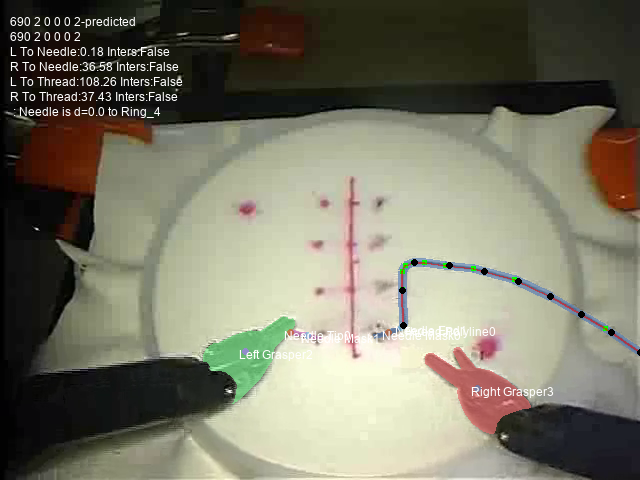 690 2 0 0 0 2-predicted
690 2 0 0 0 2
L To Needle:0.18 Inters:False
R To Needle:36.58 Inters:False
L To Thread:108.26 Inters:False
R To Thread:37.43 Inters:False
: Needle is d=0.0 to Ring_4
Needle Tip0
Left Grasper2
Right Grasper3